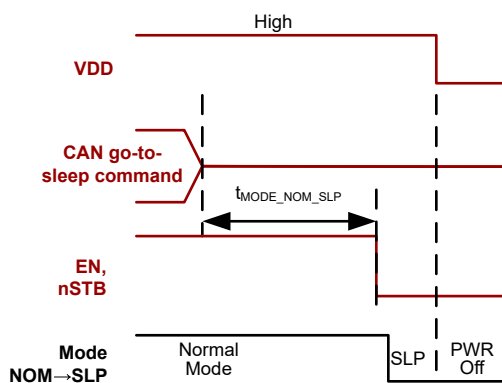 High
VDD
CAN go-to-
sleep command
tMODE_NOM_SLP
EN,
nSTB
Mode
NOM→SLP
Normal
Mode
SLP
PWR
Off